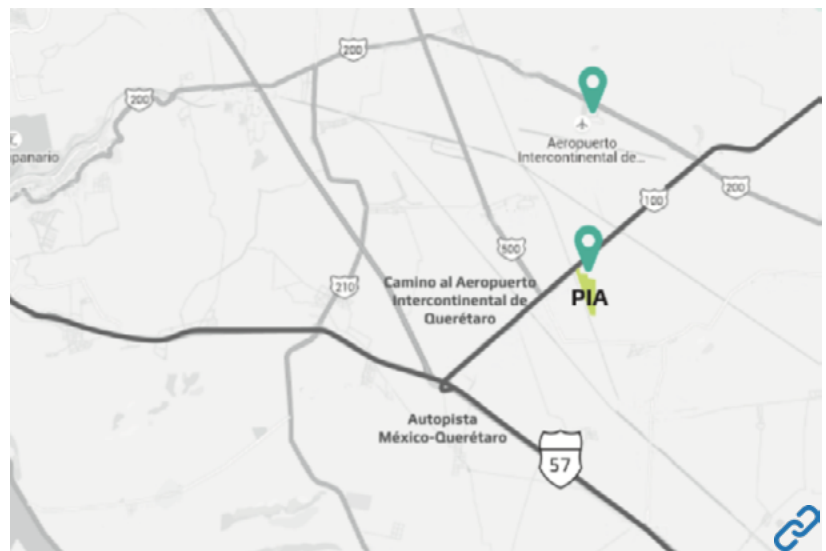 200
200
panario
Aeropuerto
Intercontinental de...
200
100
500
210
Camino al Aeropuerto
Intercontinental de
Querétaro
PIA
Autopista
México-Querétaro
57